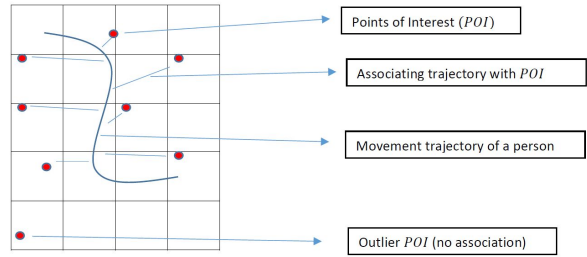 Points of Interest (POI)
Associating trajectory with POI
Movement trajectory of a person
Outlier POI (no association)